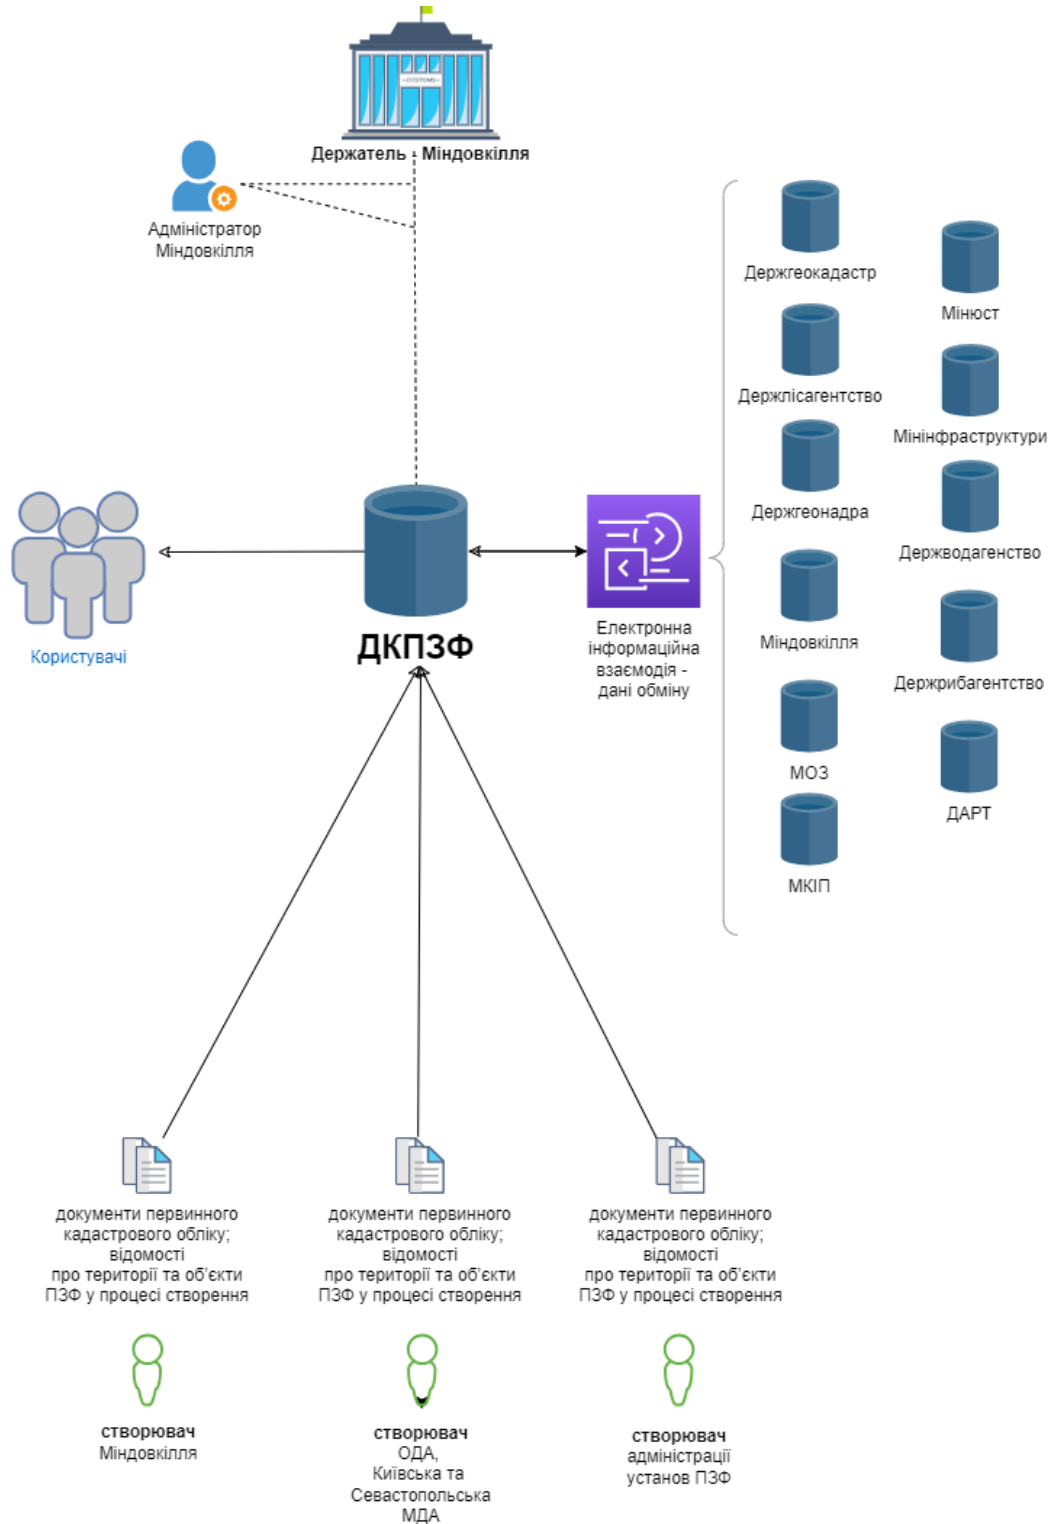 CUSTOMS
Держатель - Міндовкілля
Адміністратор
Міндовкілля
Держгеокадастр
Мін'юст
Держлісагентство
Мінінфраструктури
Держгеонадра
Держводагенство
Міндовкілля
Держрибагентство
МОЗ
ДАРТ
МКІП
Користувачі
ДКПЗФ
Електронна
інформаційна
взаємодія -
дані обміну
документи первинного
кадастрового обліку;
відомості
про території та об'єкти
ПЗФ у процесі створення
документи первинного
кадастрового обліку;
відомості
про території та об'єкти
ПЗФ у процесі створення
документи первинного
кадастрового обліку;
відомості
про території та об'єкти
ПЗФ у процесі створення
створювач
Міндовкілля
створювач
ОДА,
Київська та
Севастопольська
МДА
створювач
адміністрації
установ ПЗФ